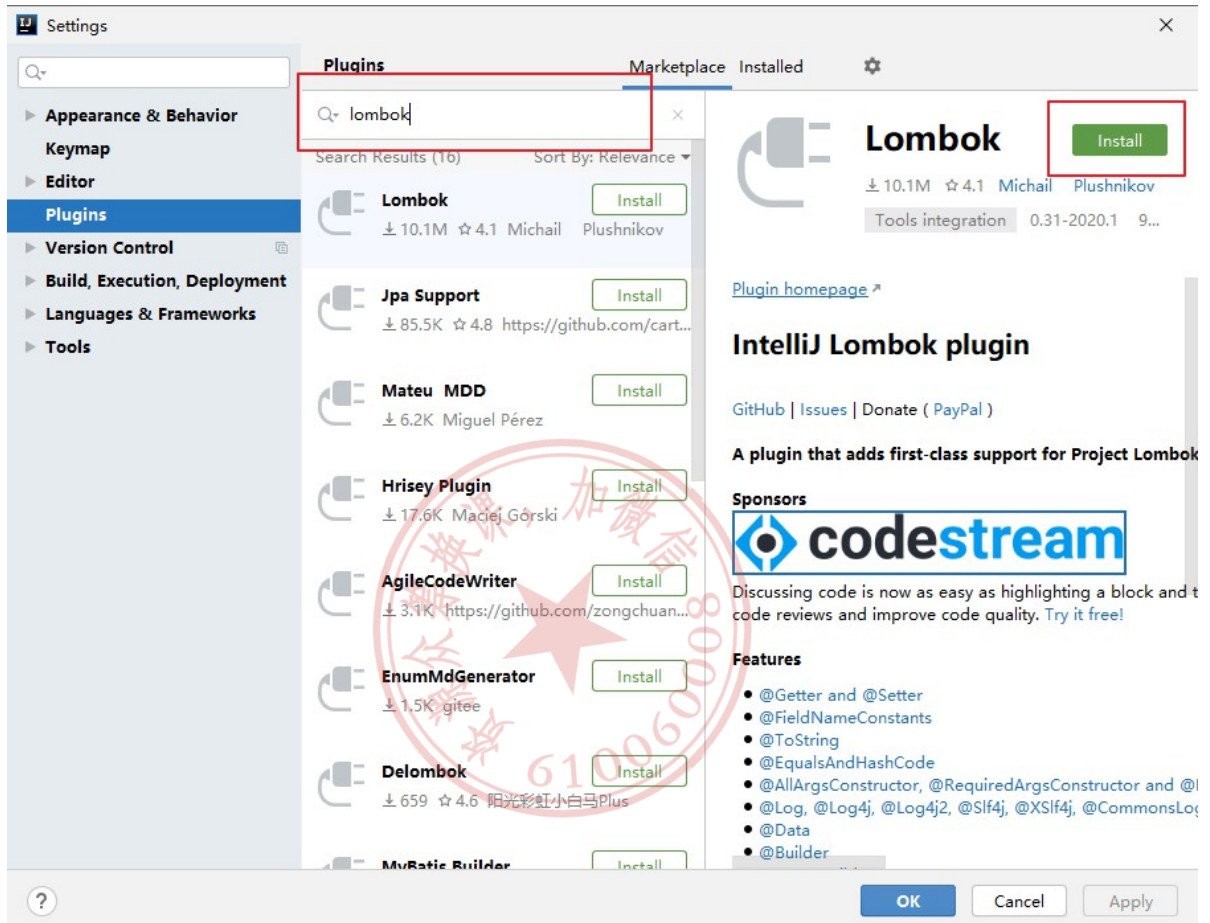 Settings
Plugins
Marketplace Installed
lombok
Appearance & Behavior
Keymap
Editor
Plugins
Version Control
Build, Execution, Deployment
Languages & Frameworks
Tools
Search Results (16) Sort By: Relevance
Lombok Install
10.1M 4.1 Michail Plushnikov
Jpa Support Install
85.5K 4.8 https://github.com/cart...
Mateu MDD Install
6.2K Miguel Pérez
Hrisey Plugin Install
17.6K Maciej Gorski
AgileCodeWriter Install
3.1K https://github.com/zongchuan...
EnumMdGenerator Install
1.5K gitee
Delombok Install
659 4.6 阳光彩虹小白马Plus
MyBatis Builder Install
Lombok Install
10.1M 4.1 Michail Plushnikov
Tools integration 0.31-2020.1 9...
Plugin homepage
IntelliJ Lombok plugin
GitHub | Issues | Donate ( PayPal )
A plugin that adds first-class support for Project Lombok
Sponsors
codestream
Discussing code is now as easy as highlighting a block and t
code reviews and improve code quality. Try it free!
Features
@Getter and @Setter
@FieldNameConstants
@ToString
@EqualsAndHashCode
@AllArgsConstructor, @RequiredArgsConstructor and @
@Log, @Log4j, @Log4j2, @Slf4j, @XSlf4j, @CommonsLog
@Data
@Builder
加微信
610060008
? OK Cancel Apply